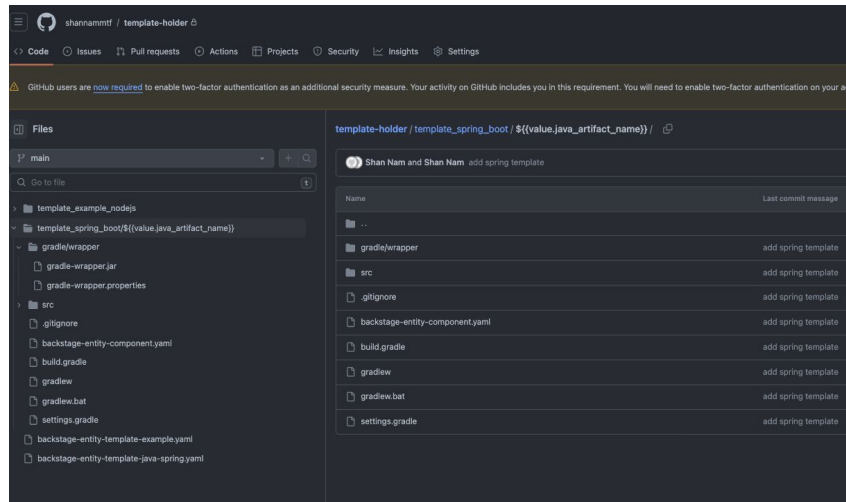 shannammtf / template-holder
Code Issues Pull requests Actions Projects Security Insights Settings
GitHub users are now required to enable two-factor authentication as an additional security measure. Your activity on GitHub includes you in this requirement. You will need to enable two-factor authentication on your a
Files
main
Go to file t
template_example_nodejs
template_spring_boot/${{value.java_artifact_name}}
gradle/wrapper
gradle-wrapper.jar
gradle-wrapper.properties
src
.gitignore
backstage-entity-component.yaml
build.gradle
gradlew
gradlew.bat
settings.gradle
backstage-entity-template-example.yaml
backstage-entity-template-java-spring.yaml
template-holder / template_spring_boot / ${{value.java_artifact_name}} /
Shan Nam and Shan Nam add spring template
Name Last commit message
..
gradle/wrapper add spring template
src add spring template
.gitignore add spring template
backstage-entity-component.yaml add spring template
build.gradle add spring template
gradlew add spring template
gradlew.bat add spring template
settings.gradle add spring template